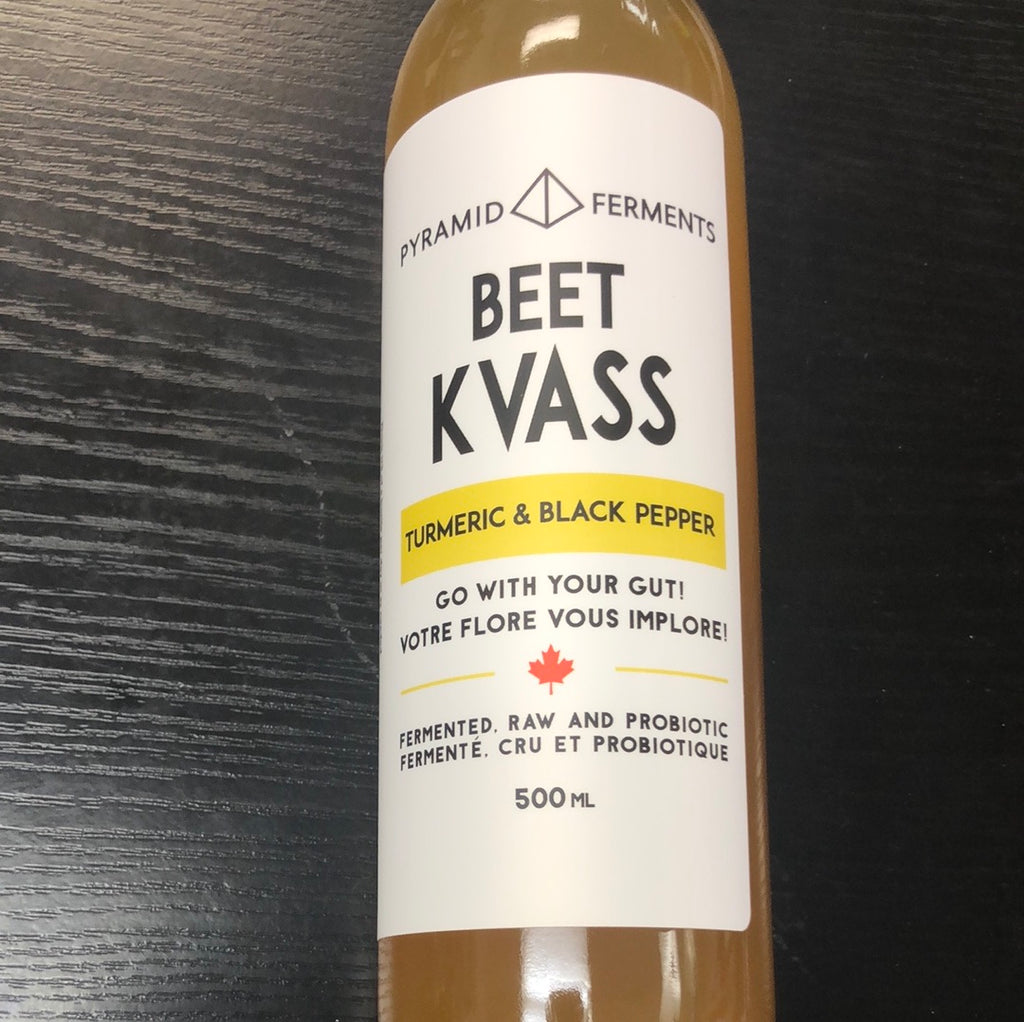 PYRAMID FERMENTS
BEET
KVASS
TURMERIC & BLACK PEPPER
GO WITH YOUR GUT!
VOTRE FLORE VOUS IMPLORE!
FERMENTED, RAW AND PROBIOTIC
FERMENTÉ, CRU ET PROBIOTIQUE
500 ML